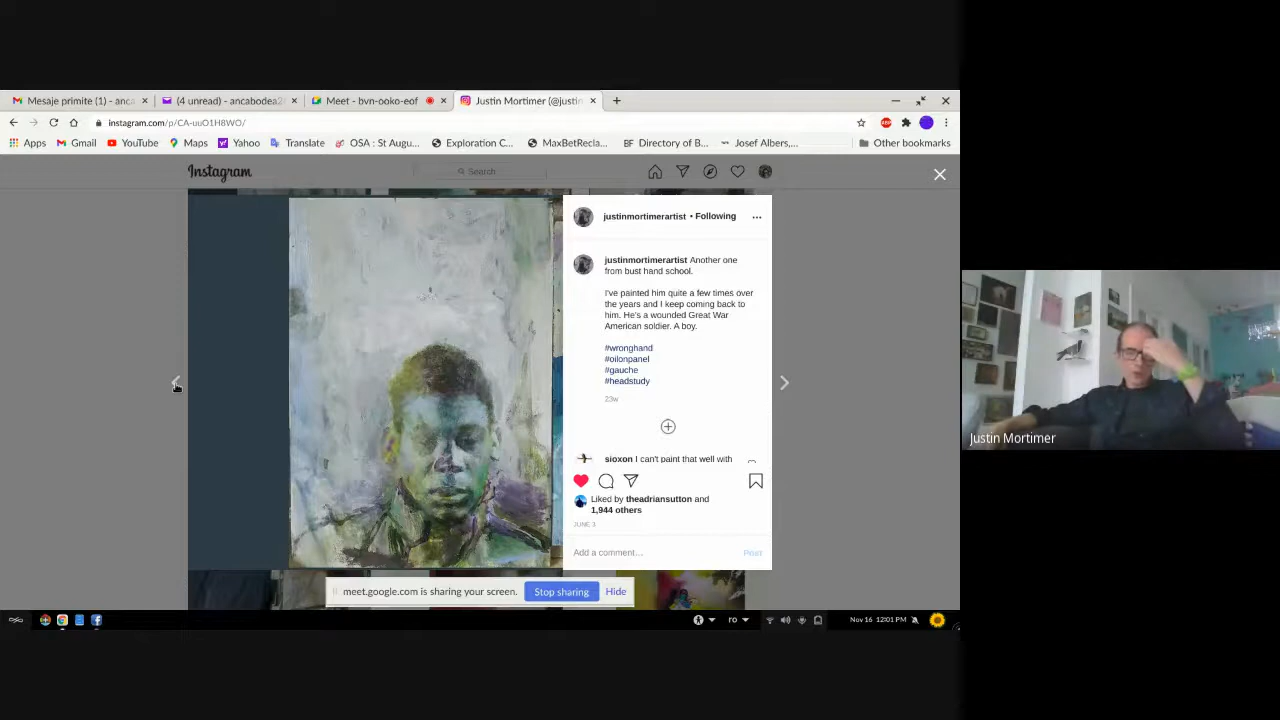 Mesaje primite (1) - anca
(4 unread) - ancabodea2
Meet - bvn-ooko-eof
Justin Mortimer (@justin
instagram.com/p/CA-uuO1H8WO/
Apps
Gmail
YouTube
Maps
Yahoo
Translate
OSA : St Augu...
Exploration C...
MaxBetRecla...
BF Directory of B...
Josef Albers,...
Other bookmarks
Instagram
Search
justinmortimerartist • Following
justinmortimerartist Another one
from bust hand school.
I've painted him quite a few times over
the years and I keep coming back to
him. He's a wounded Great War
American soldier. A boy.
#wronghand
#oilonpanel
#gauche
#headstudy
23w
sioxon I can't paint that well with
Liked by theadriansutton and
1,944 others
JUNE 3
Add a comment...
Post
meet.google.com is sharing your screen.
Stop sharing
Hide
ro
Nov 16 12:01 PM
Justin Mortimer